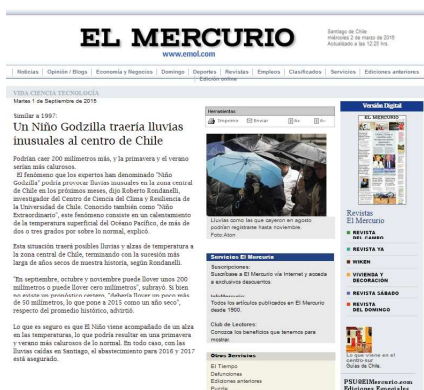 EL MERCURIO
www.emol.com
Santiago de Chile
miércoles 2 de marzo de 2016
Actualizado a las 12:23 hrs.
Noticias | Opinión / Blogs | Economía y Negocios | Domingo | Deportes | Revistas | Empleos | Clasificados | Servicios | Ediciones anteriores
Edición online
VIDA CIENCIA TECNOLOGÍA
Martes 1 de Septiembre de 2015
Similar a 1997:
Un Niño Godzilla traería lluvias
inusuales al centro de Chile
Podrían caer 200 milímetros más, y la primavera y el verano
serían más calurosos.
El fenómeno que los expertos han denominado "Niño
Godzilla" podría provocar lluvias inusuales en la zona central
de Chile en los próximos meses, dijo Roberto Rondanelli,
investigador del Centro de Ciencia del Clima y Resiliencia de
la Universidad de Chile. Conocido también como "Niño
Extraordinario", este fenómeno consiste en un calentamiento
de la temperatura superficial del Océano Pacífico, de más de
dos o tres grados por sobre lo normal, explicó.
Esta situación traerá posibles lluvias y alzas de temperatura a
la zona central de Chile, terminando con la sucesión más
larga de años secos de nuestra historia, según Rondanelli.
"En septiembre, octubre y noviembre puede llover unos 200
milímetros o puede llover cero milímetros", subrayó. Si bien
no existe un pronóstico certero, "debería llover un poco más
de 50 milímetros, lo que pone a 2015 como un año seco",
respecto del promedio histórico, advirtió.
Lo que es seguro es que El Niño viene acompañado de un alza
en las temperaturas, lo que podría resultar en una primavera
y verano más calurosos de lo normal. En todo caso, con las
lluvias caídas en Santiago, el abastecimiento para 2016 y 2017
está asegurado.
Herramientas
Imprimir Enviar A+ A-
Lluvias como las que cayeron en agosto
podrían registrarse hasta noviembre.
Foto:Aton
Servicios El Mercurio
Suscripciones:
Suscríbase a El Mercurio vía Internet y acceda
a exclusivos descuentos.
Todos los artículos publicados en El Mercurio
desde 1900.
Club de Lectores:
Conozca los beneficios que tenemos para
mostrar.
Otros Servicios
El Tiempo
Defunciones
Ediciones anteriores
Puzzle
Versión Digital
EL MERCURIO
Revistas
El Mercurio
REVISTA
DEL CAMPO
REVISTA YA
WIKEN
VIVIENDA Y
DECORACIÓN
REVISTA SÁBADO
REVISTA
DEL DOMINGO
Lo que viene en el
centro-sur
Guías de Chile.
PSU@ElMercurio.com
Ediciones Especiales